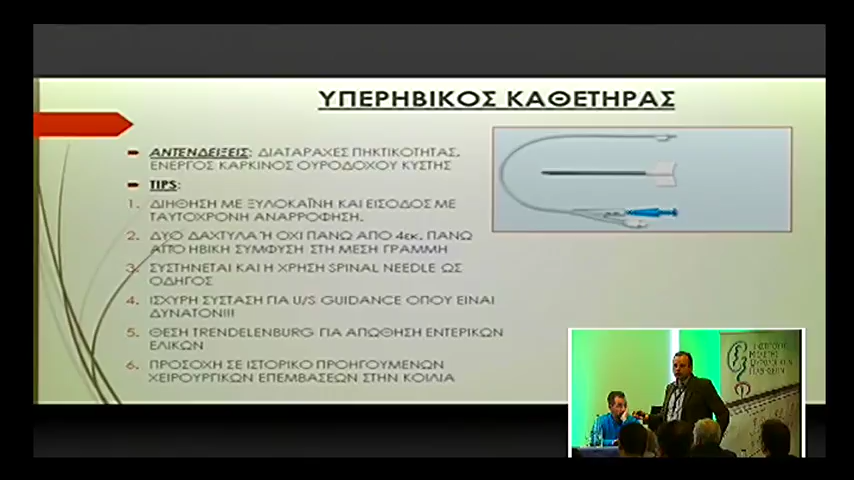 ΥΠΕΡΗΒΙΚΟΣ ΚΑΘΕΤΗΡΑΣ
ΑΝΤΕΝΔΕΙΞΕΙΣ: ΔΙΑΤΑΡΑΧΕΣ ΠΗΚΤΙΚΟΤΗΤΑΣ,
ΕΝΕΡΓΟΣ ΚΑΡΚΙΝΟΣ ΟΥΡΟΔΟΧΟΥ ΚΥΣΤΗΣ
TIPS:
1. ΔΙΗΘΗΣΗ ΜΕ ΞΥΛΟΚΑΪΝΗ ΚΑΙ ΕΙΣΟΔΟΣ ΜΕ
ΤΑΥΤΟΧΡΟΝΗ ΑΝΑΡΡΟΦΗΣΗ.
2. ΔΥΟ ΔΑΧΤΥΛΑ Ή ΟΧΙ ΠΑΝΩ ΑΠΟ 4εκ. ΠΑΝΩ
ΑΠΟ ΗΒΙΚΗ ΣΥΜΦΥΣΗ ΣΤΗ ΜΕΣΗ ΓΡΑΜΜΗ
3. ΣΥΣΤΗΝΕΤΑΙ ΚΑΙ Η ΧΡΗΣΗ SPINAL NEEDLE ΩΣ
ΟΔΗΓΟΣ
4. ΙΣΧΥΡΗ ΣΥΣΤΑΣΗ ΓΙΑ U/S GUIDANCE ΟΠΟΥ ΕΙΝΑΙ
ΔΥΝΑΤΟΝ!!!
5. ΘΕΣΗ TRENDELENBURG ΓΙΑ ΑΠΩΘΗΣΗ ΕΝΤΕΡΙΚΩΝ
ΕΛΙΚΩΝ
6. ΠΡΟΣΟΧΗ ΣΕ ΙΣΤΟΡΙΚΟ ΠΡΟΗΓΟΥΜΕΝΩΝ
ΧΕΙΡΟΥΡΓΙΚΩΝ ΕΠΕΜΒΑΣΕΩΝ ΣΤΗΝ ΚΟΙΛΙΑ